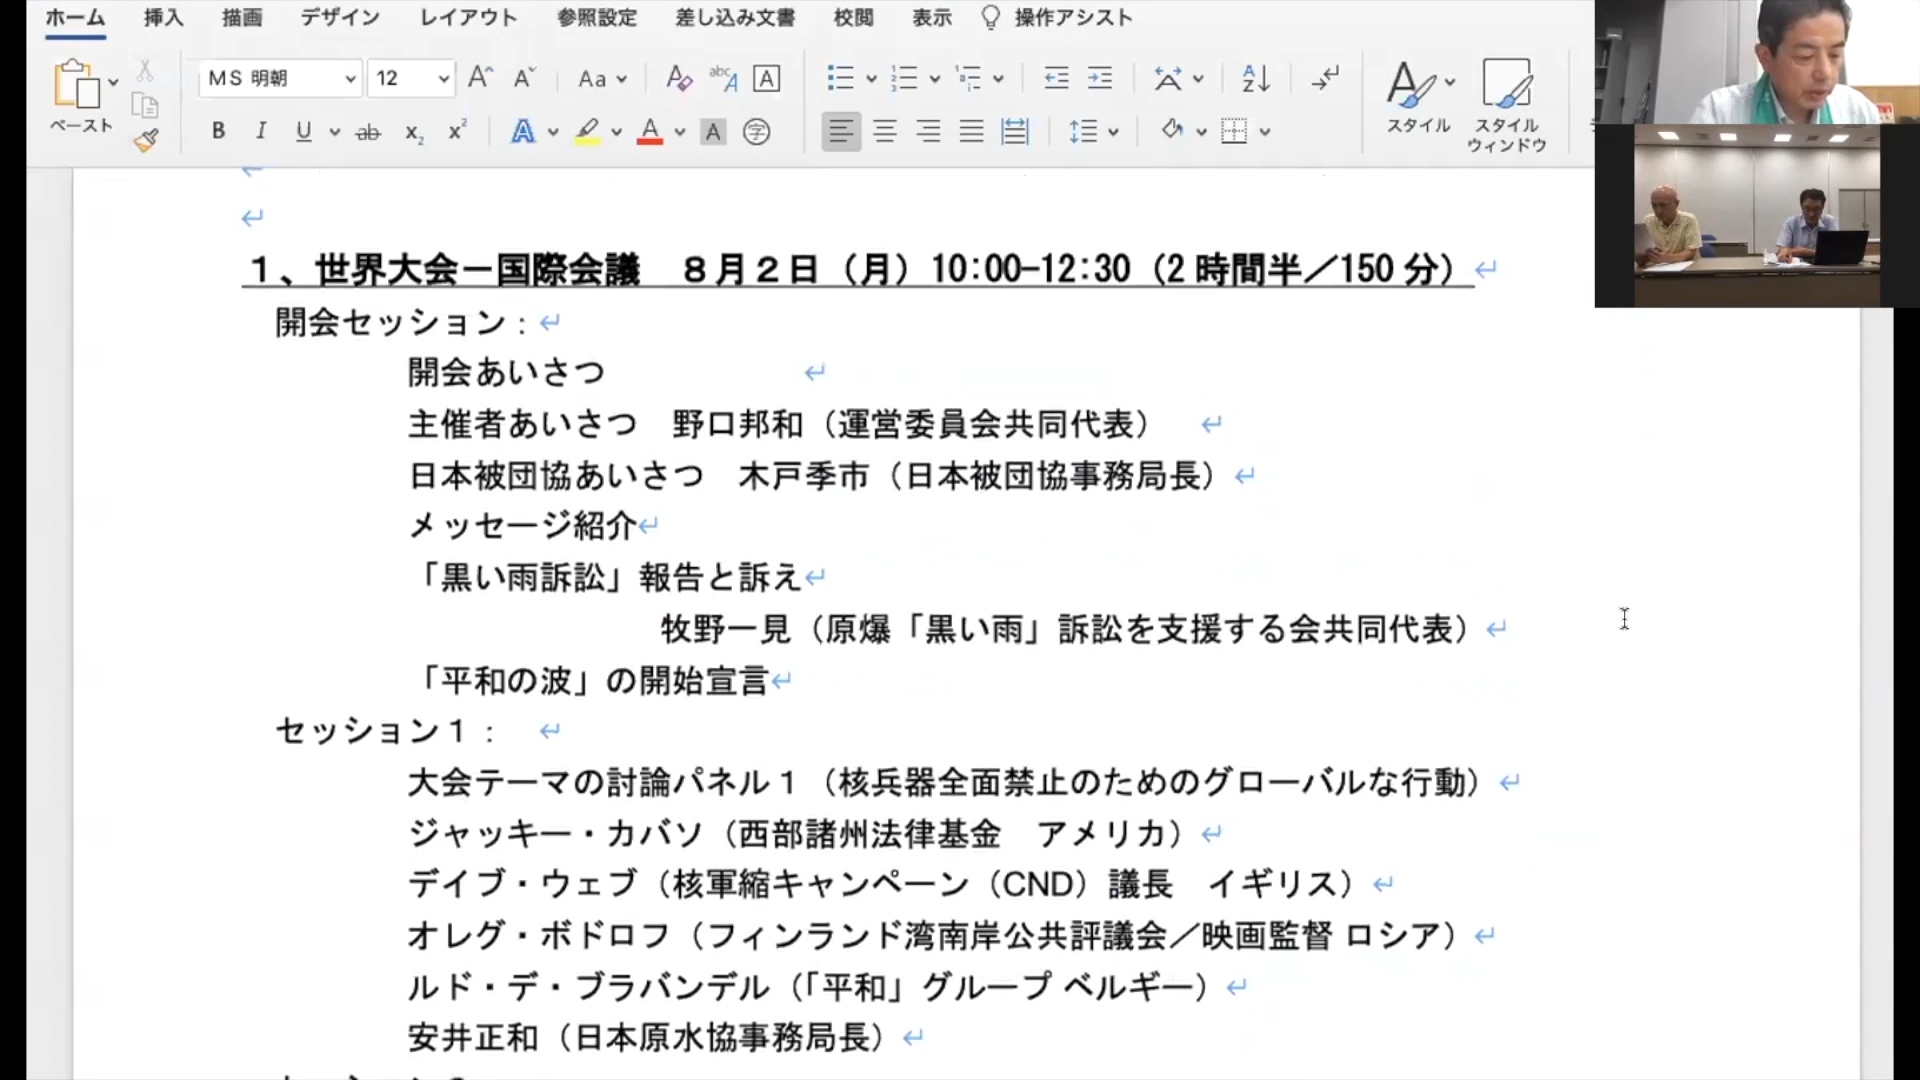 ホーム 挿入 描画 デザイン レイアウト 参照設定 差し込み文書 校閲 表示 操作アシスト
MS 明朝 12
ペースト
スタイル
スタイル
ウィンドウ
1、世界大会－国際会議　８月２日（月）10:00-12:30（2 時間半／150 分）
開会セッション：
開会あいさつ
主催者あいさつ　野口邦和（運営委員会共同代表）
日本被団協あいさつ　木戸季市（日本被団協事務局長）
メッセージ紹介
「黒い雨訴訟」報告と訴え
牧野一見（原爆「黒い雨」訴訟を支援する会共同代表）
「平和の波」の開始宣言
セッション１：
大会テーマの討論パネル１（核兵器全面禁止のためのグローバルな行動）
ジャッキー・カバソ（西部諸州法律基金　アメリカ）
デイブ・ウェブ（核軍縮キャンペーン（CND）議長　イギリス）
オレグ・ボドロフ（フィンランド湾南岸公共評議会／映画監督 ロシア）
ルド・デ・ブラバンデル（「平和」グループ ベルギー）
安井正和（日本原水協事務局長）